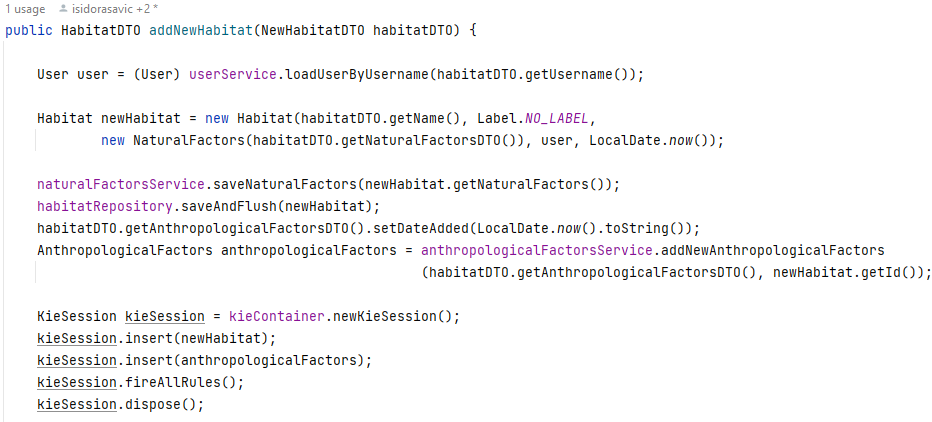 1 usage isidorasavic +2 *
public HabitatDTO addNewHabitat(NewHabitatDTO habitatDTO) {
User user = (User) userService.loadUserByUsername(habitatDTO.getUsername());
Habitat newHabitat = new Habitat(habitatDTO.getName(), Label.NO_LABEL,
new NaturalFactors(habitatDTO.getNaturalFactorsDTO()), user, LocalDate.now());
naturalFactorsService.saveNaturalFactors(newHabitat.getNaturalFactors());
habitatRepository.saveAndFlush(newHabitat);
habitatDTO.getAnthropologicalFactorsDTO().setDateAdded(LocalDate.now().toString());
AnthropologicalFactors anthropologicalFactors = anthropologicalFactorsService.addNewAnthropologicalFactors
(habitatDTO.getAnthropologicalFactorsDTO(), newHabitat.getId());
KieSession kieSession = kieContainer.newKieSession();
kieSession.insert(newHabitat);
kieSession.insert(anthropologicalFactors);
kieSession.fireAllRules();
kieSession.dispose();